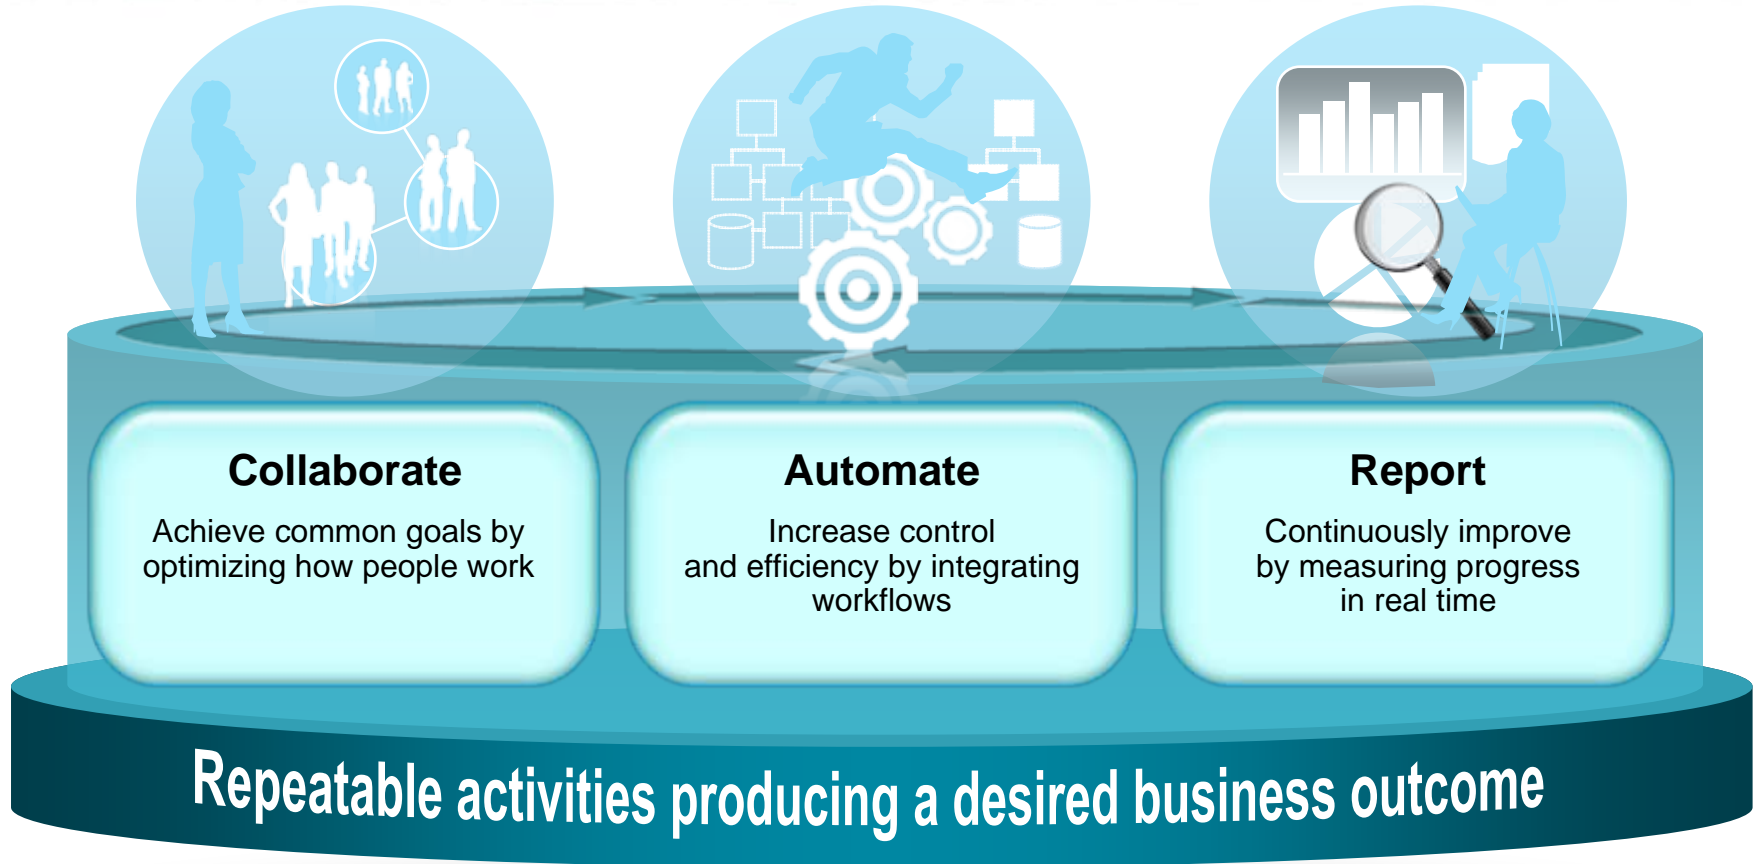 Collaborate
Achieve common goals by
optimizing how people work
Automate
Increase control
and efficiency by integrating
workflows
Report
Continuously improve
by measuring progress
in real time
Repeatable activities producing a desired business outcome